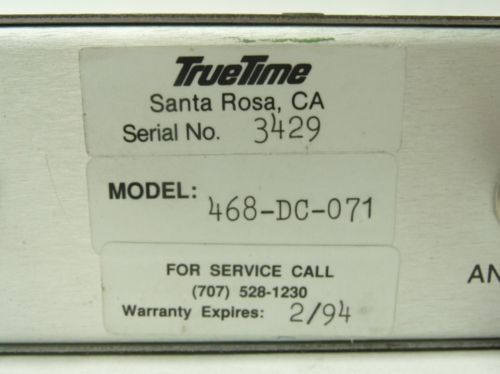 TrueTime
Santa Rosa, CA
Serial No. 3429
MODEL: 468-DC-071
FOR SERVICE CALL
(707) 528-1230
Warranty Expires: 2/94
AN